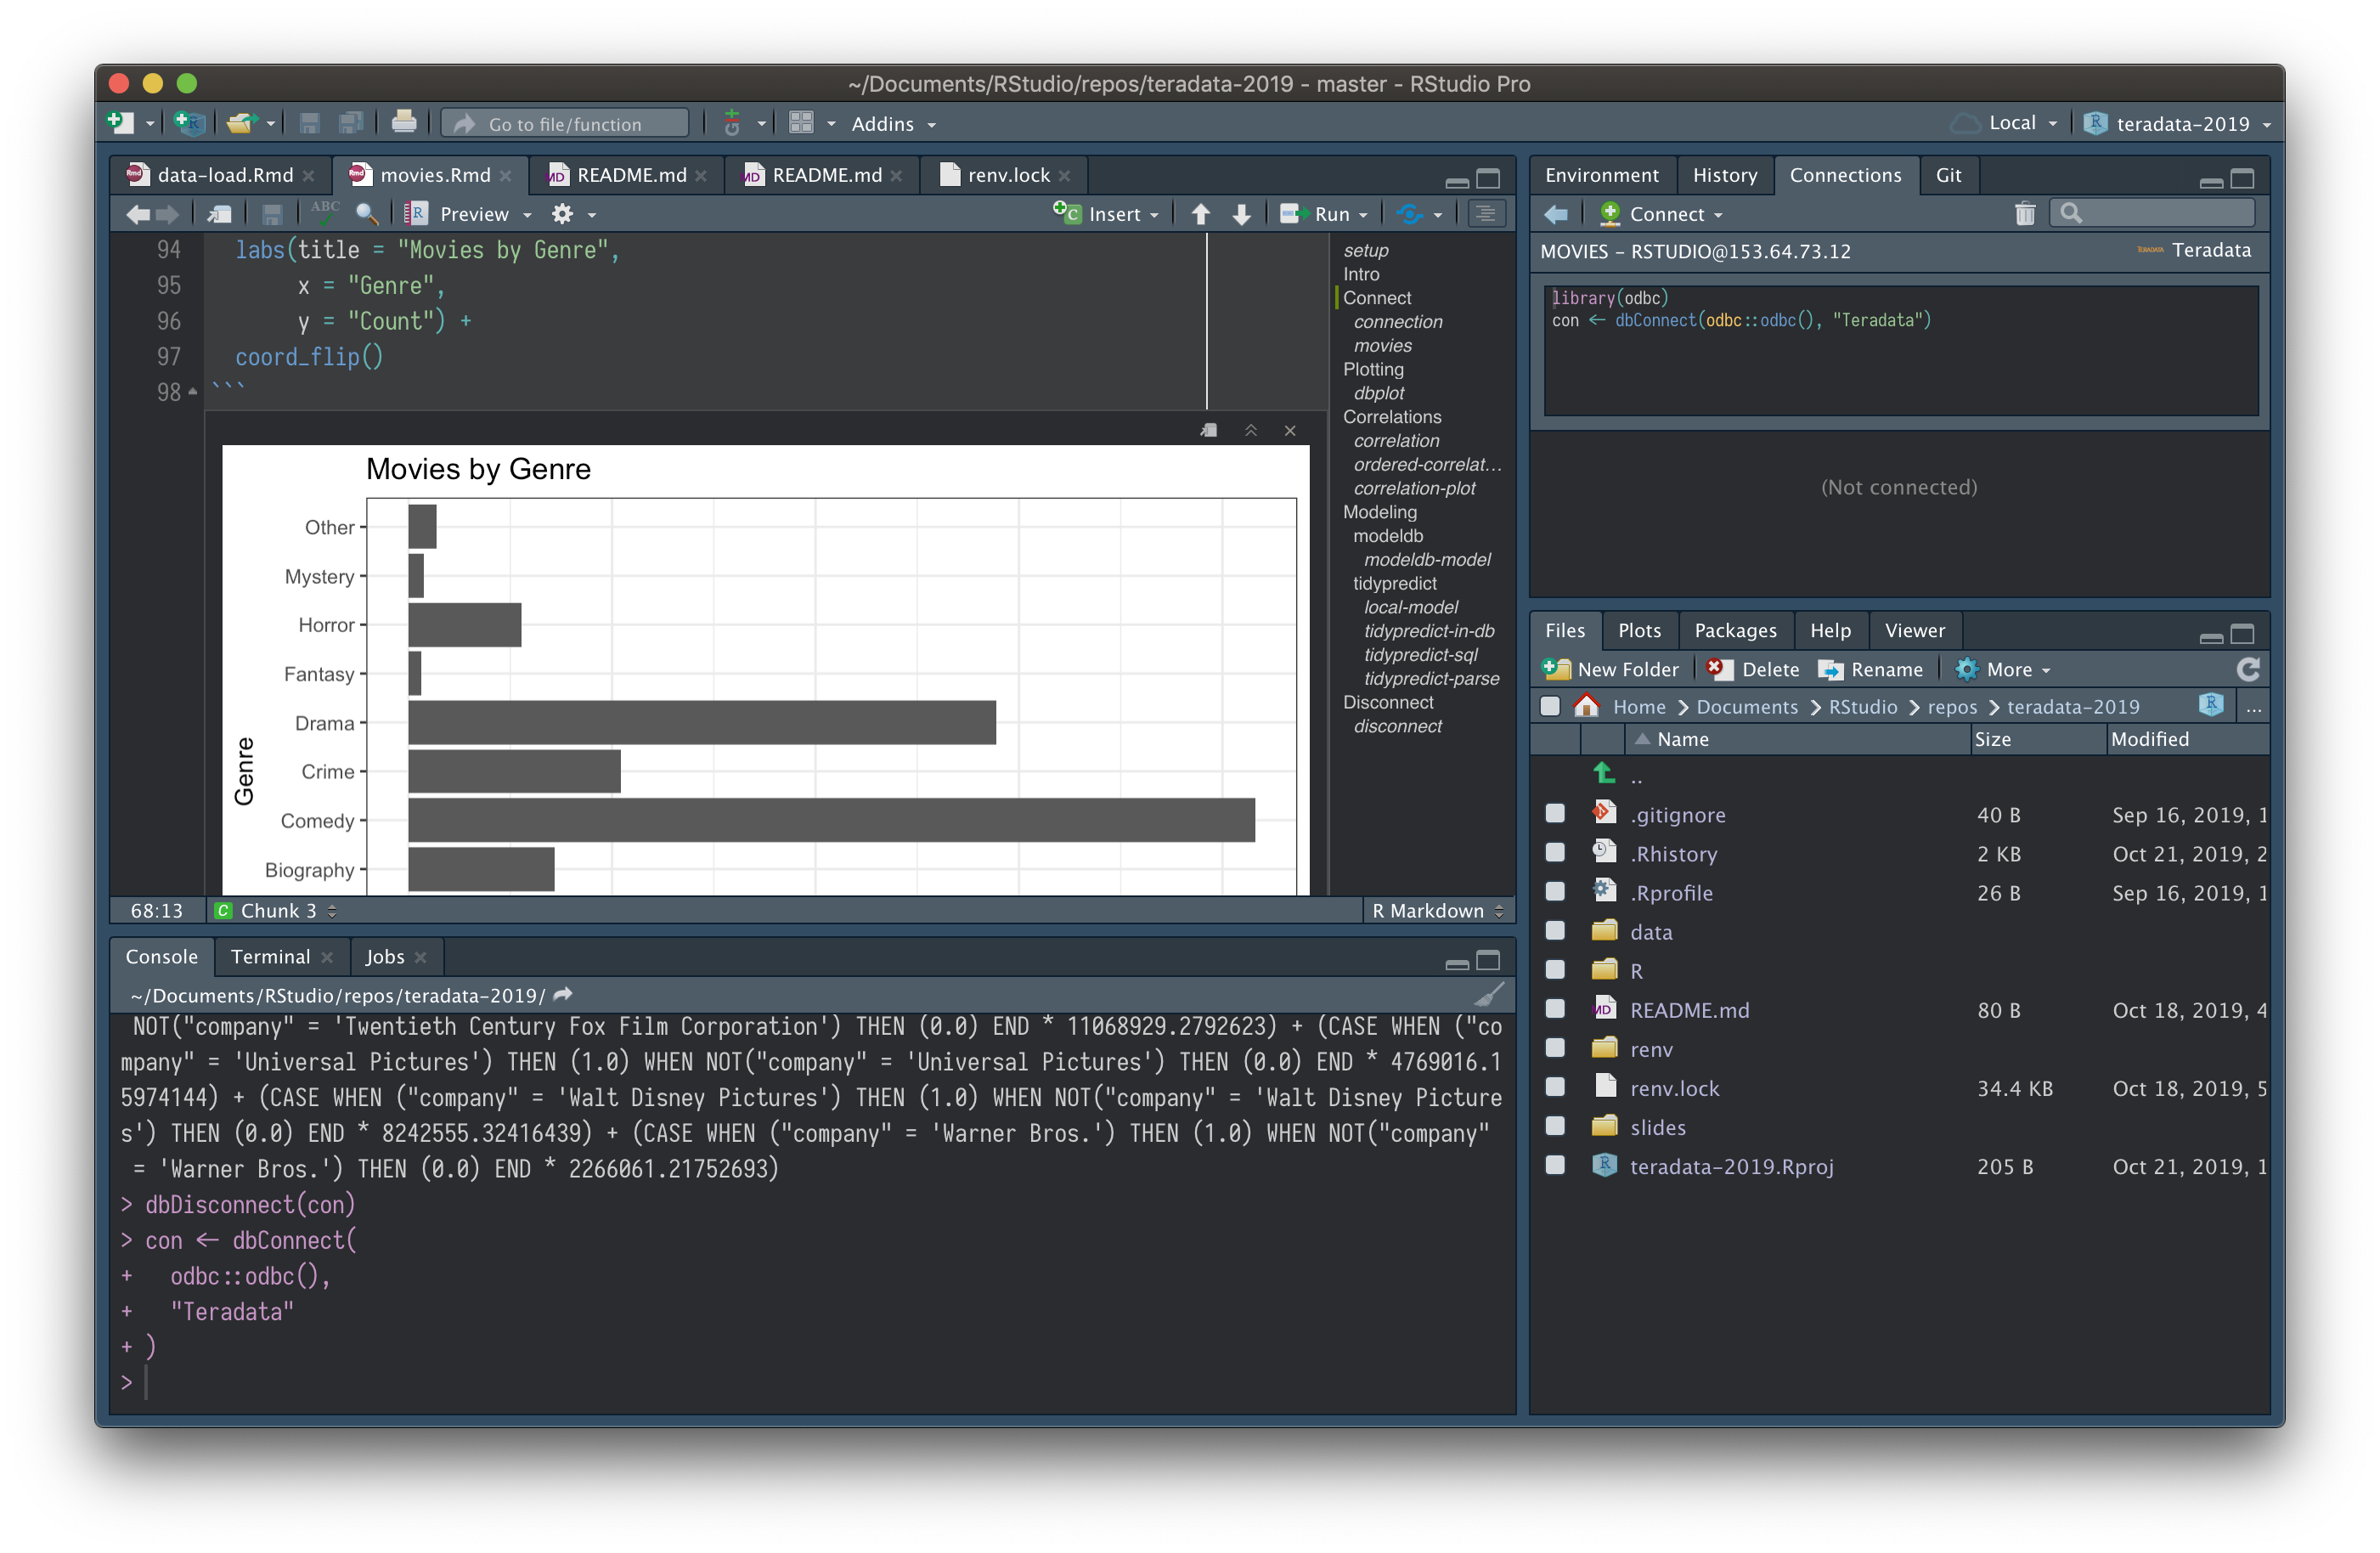 ~/Documents/RStudio/repos/teradata-2019 - master - RStudio Pro
Go to file/function
Addins
Local
teradata-2019
data-load.Rmd
movies.Rmd
README.md
README.md
renv.lock
ABC
Preview
Insert
Run
94 labs(title = "Movies by Genre",
95 x = "Genre",
96 y = "Count") +
97 coord_flip()
98 ```
Movies by Genre
Genre
Other
Mystery
Horror
Fantasy
Drama
Crime
Comedy
Biography
setup
Intro
Connect
connection
movies
Plotting
dbplot
Correlations
correlation
ordered-correlat...
correlation-plot
Modeling
modeldb
modeldb-model
tidypredict
local-model
tidypredict-in-db
tidypredict-sql
tidypredict-parse
Disconnect
disconnect
68:13
C Chunk 3
R Markdown
Console
Terminal
Jobs
~/Documents/RStudio/repos/teradata-2019/
NOT("company" = 'Twentieth Century Fox Film Corporation') THEN (0.0) END * 11068929.2792623) + (CASE WHEN ("co
mpany" = 'Universal Pictures') THEN (1.0) WHEN NOT("company" = 'Universal Pictures') THEN (0.0) END * 4769016.1
5974144) + (CASE WHEN ("company" = 'Walt Disney Pictures') THEN (1.0) WHEN NOT("company" = 'Walt Disney Picture
s') THEN (0.0) END * 8242555.32416439) + (CASE WHEN ("company" = 'Warner Bros.') THEN (1.0) WHEN NOT("company"
= 'Warner Bros.') THEN (0.0) END * 2266061.21752693)
> dbDisconnect(con)
> con <- dbConnect(
+ odbc::odbc(),
+ "Teradata"
+ )
>
Environment
History
Connections
Git
Connect
MOVIES – RSTUDIO@153.64.73.12
TERADATA Teradata
library(odbc)
con <- dbConnect(odbc::odbc(), "Teradata")
(Not connected)
Files
Plots
Packages
Help
Viewer
New Folder
Delete
Rename
More
Home > Documents > RStudio > repos > teradata-2019
...
Name Size Modified
..
.gitignore 40 B Sep 16, 2019, 1
.Rhistory 2 KB Oct 21, 2019, 2
.Rprofile 26 B Sep 16, 2019, 1
data
R
README.md 80 B Oct 18, 2019, 4
renv
renv.lock 34.4 KB Oct 18, 2019, 5
slides
teradata-2019.Rproj 205 B Oct 21, 2019, 1